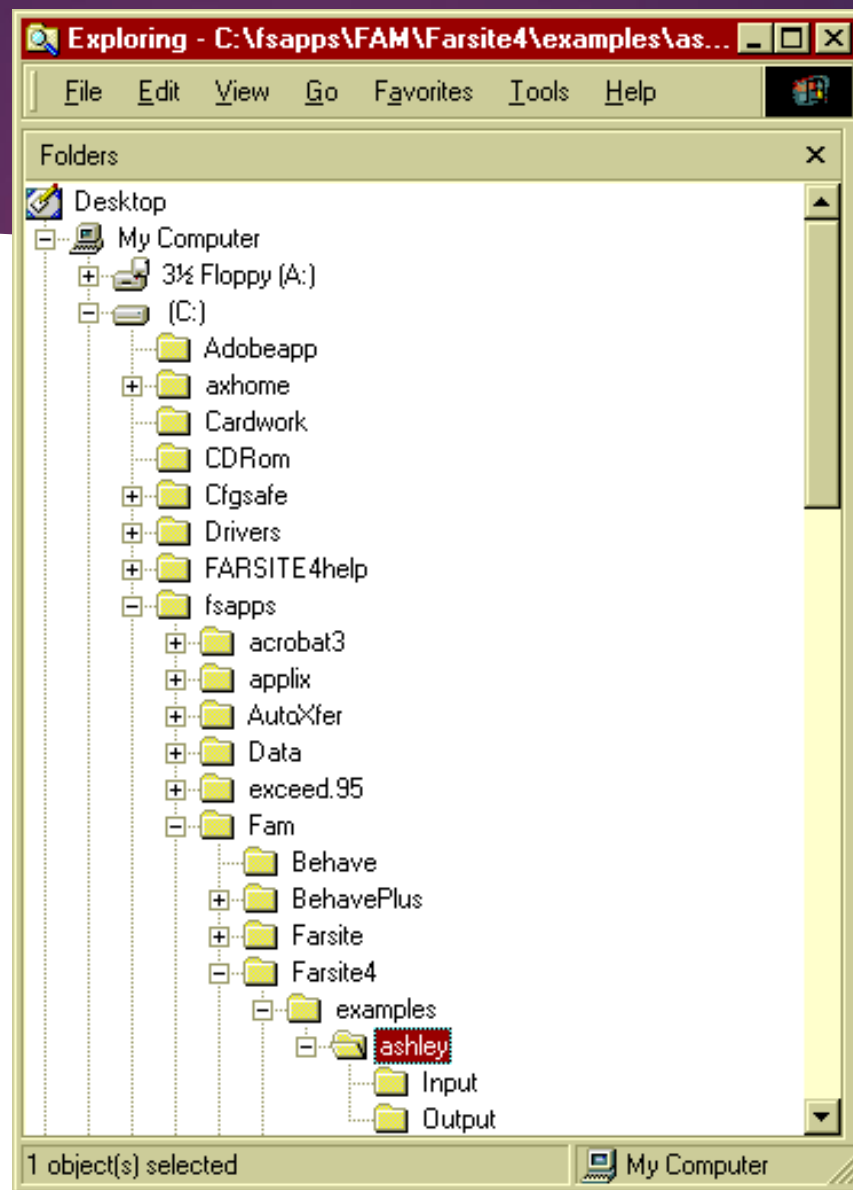 Exploring - C:\fsapps\FAM\Farsite4\examples\as...
File Edit View Go Favorites Tools Help
Folders
Desktop
My Computer
3½ Floppy (A:)
(C:)
Adobeapp
axhome
Cardwork
CDRom
Cfgsafe
Drivers
FARSITE4help
fsapps
acrobat3
applix
AutoXfer
Data
exceed.95
Fam
Behave
BehavePlus
Farsite
Farsite4
examples
ashley
Input
Output
1 object(s) selected My Computer